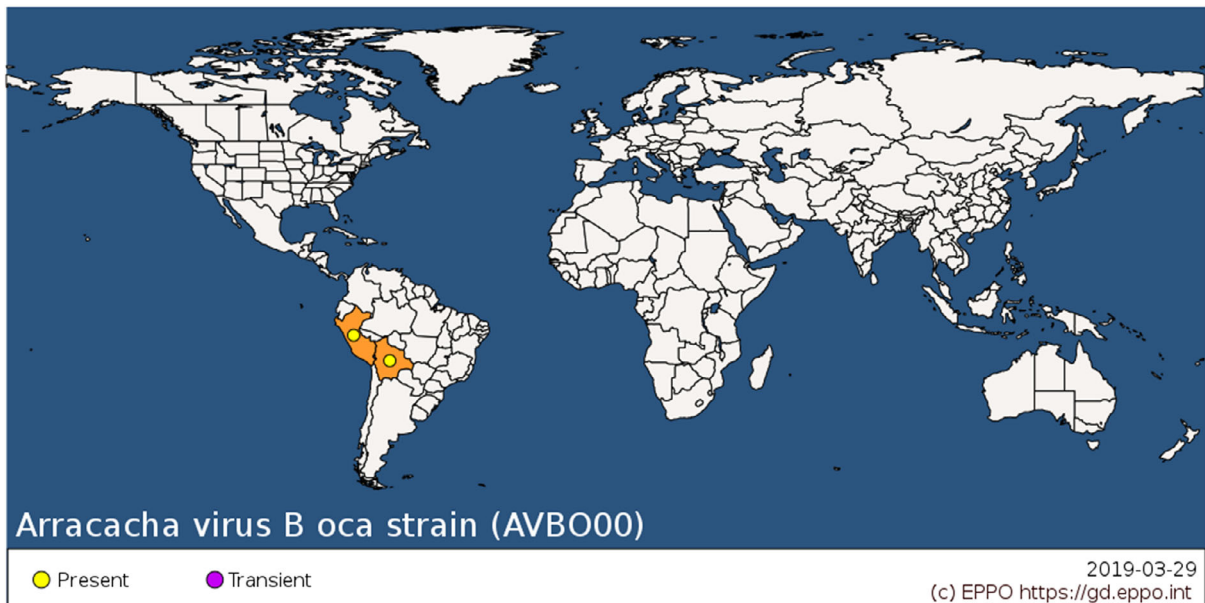 Arracacha virus B oca strain (AVBO00)
Present
Transient
2019-03-29
(c) EPPO https://gd.eppo.int